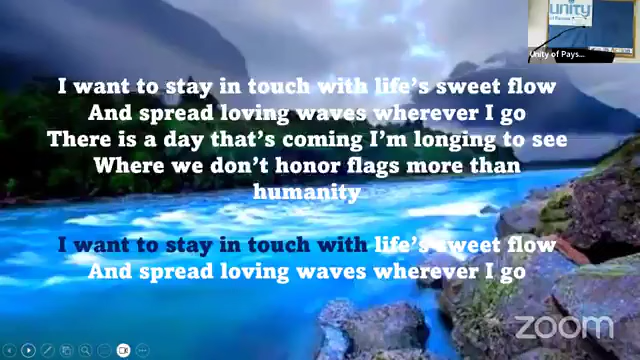 unity
Unity of Pays...
I want to stay in touch with life's sweet flow
And spread loving waves wherever I go
There is a day that's coming I'm longing to see
Where we don't honor flags more than
humanity
I want to stay in touch with life's sweet flow
And spread loving waves wherever I go
zoom